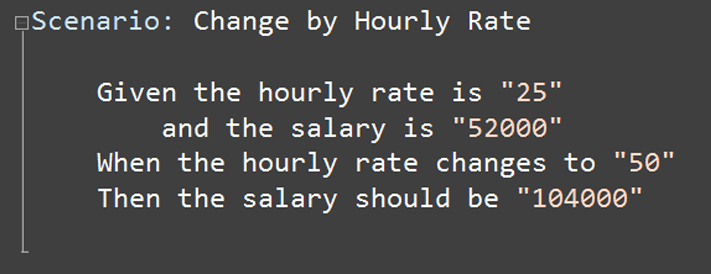 Scenario: Change by Hourly Rate
Given the hourly rate is "25"
and the salary is "52000"
When the hourly rate changes to "50"
Then the salary should be "104000"